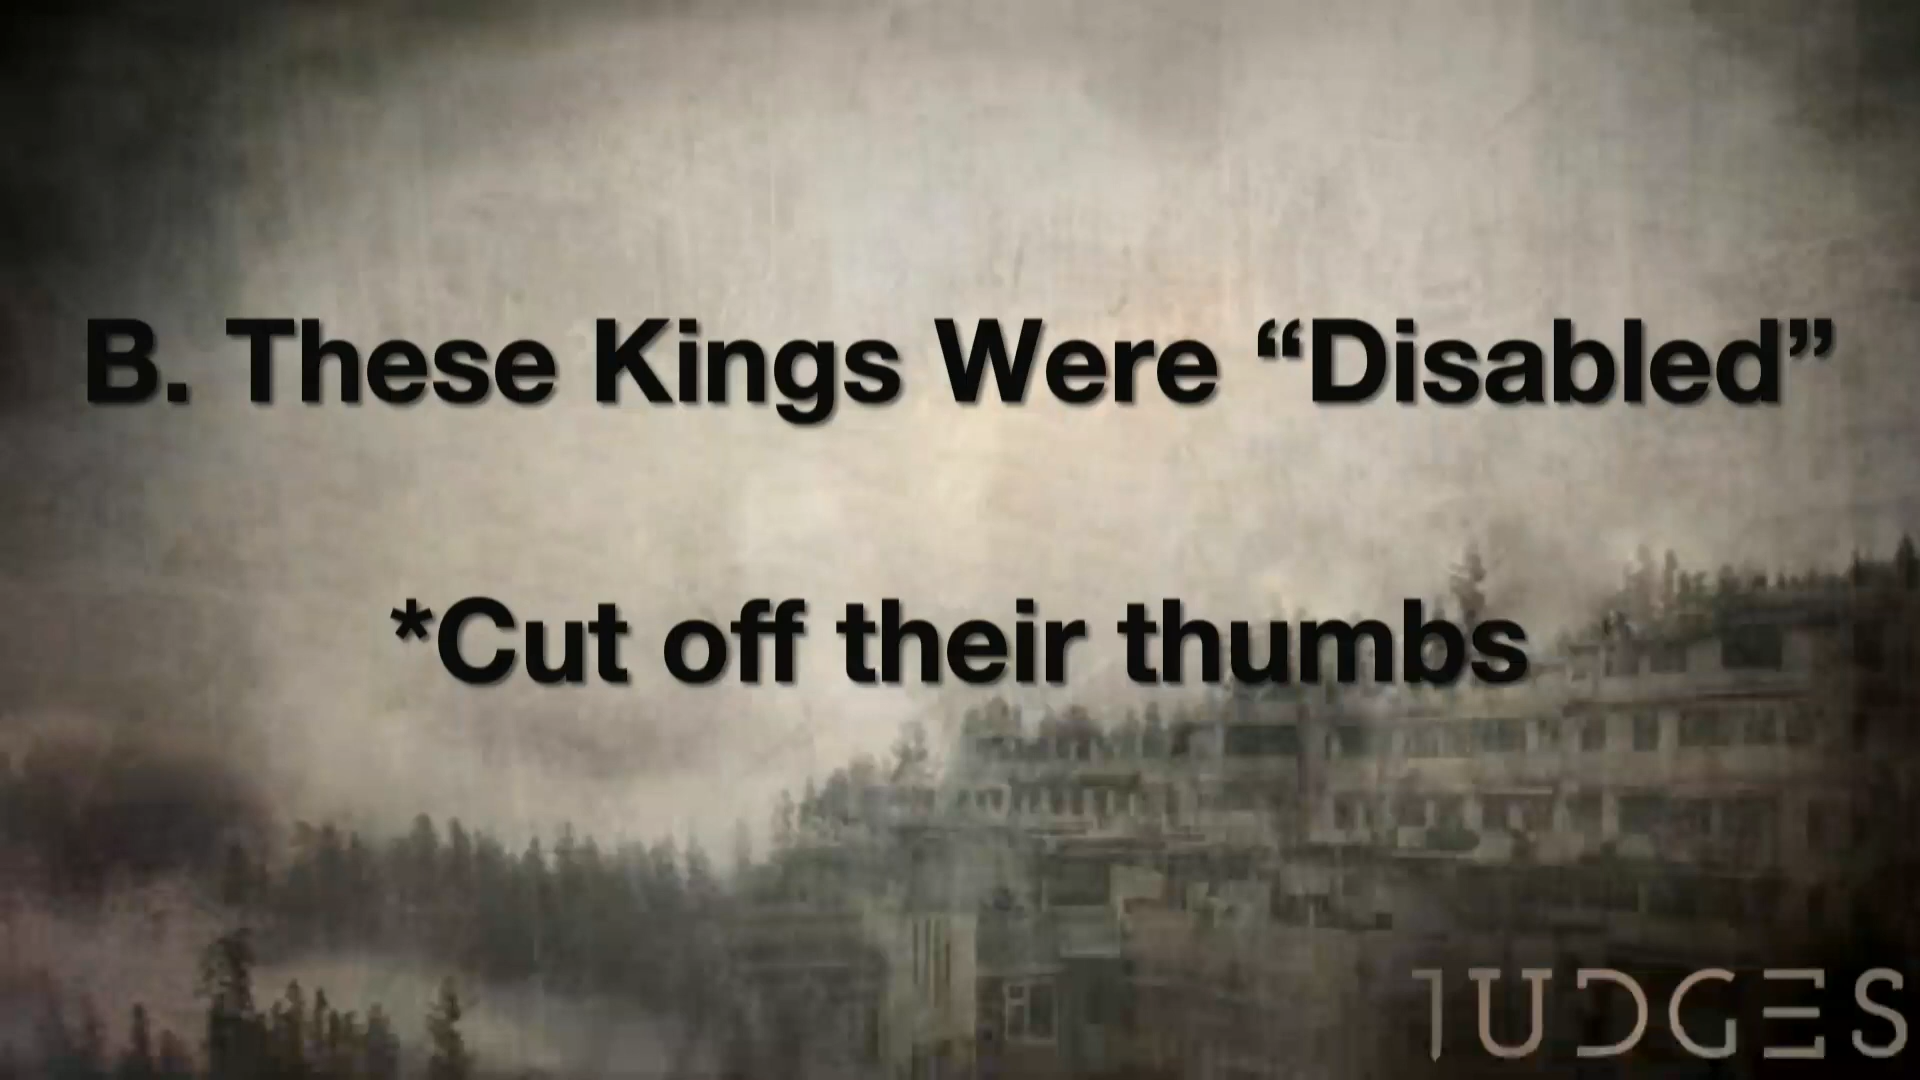 B. These Kings Were “Disabled”
*Cut off their thumbs
JUDGES